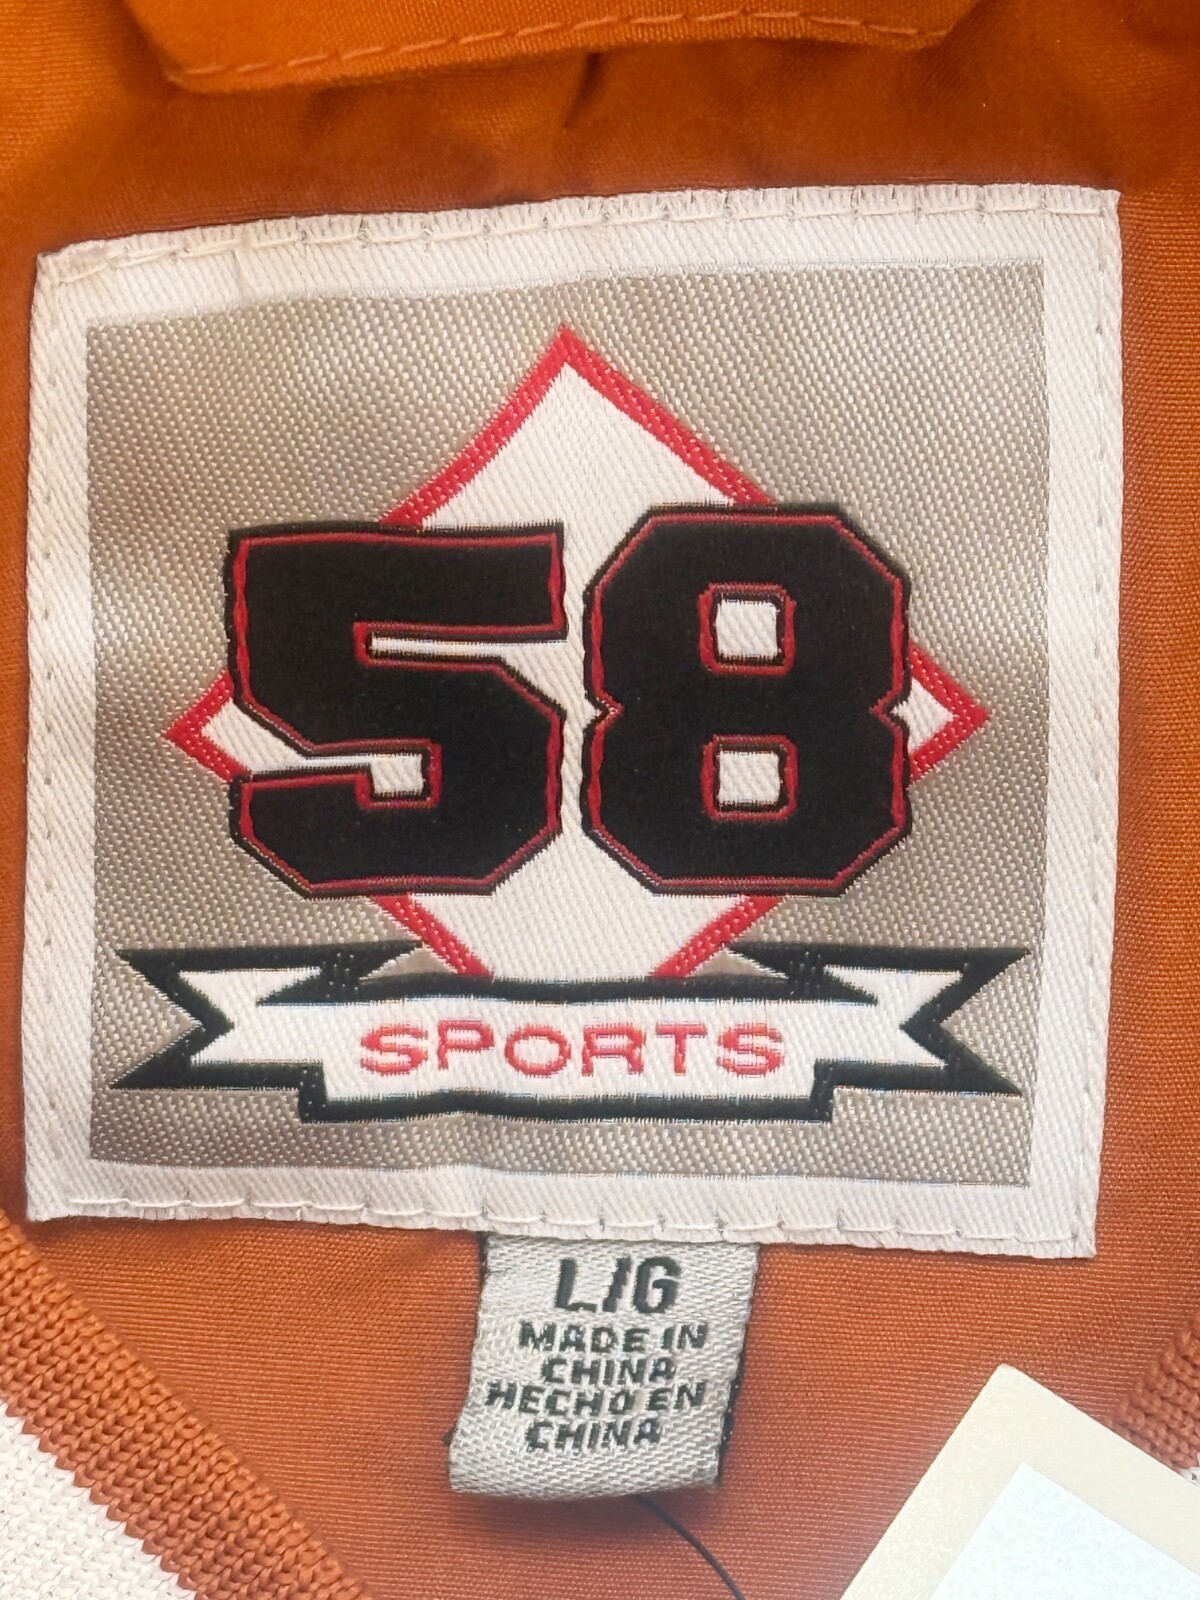 58
SPORTS
L/G
MADE IN
CHINA
HECHO EN
CHINA